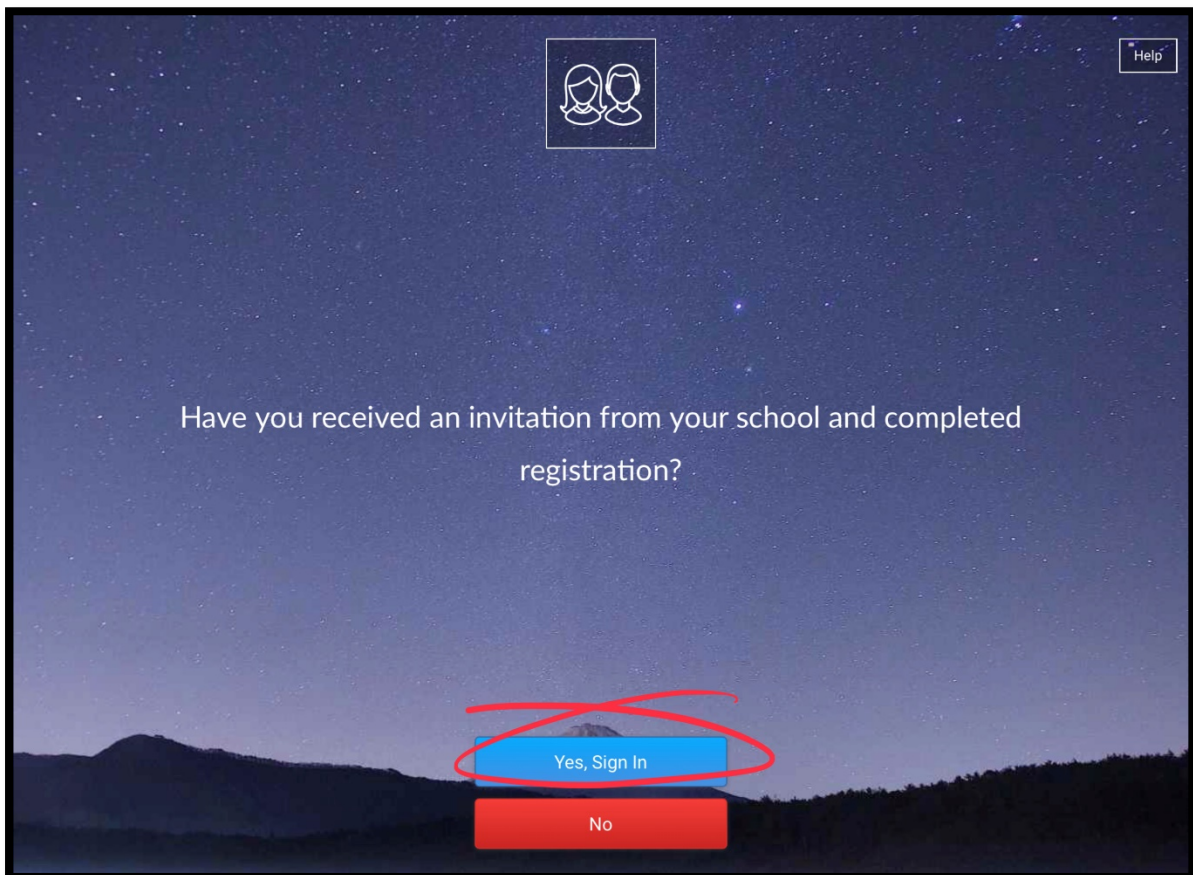 Help
Have you received an invitation from your school and completed
registration?
Yes, Sign In
No